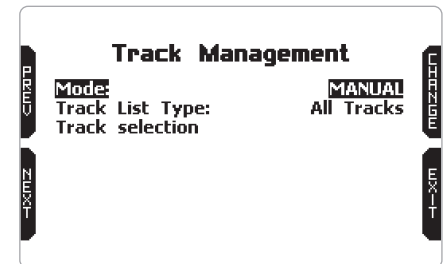 Track Management
PREV
CHANGE
Mode: MANUAL
Track List Type: All Tracks
Track selection
NEXT
EXIT